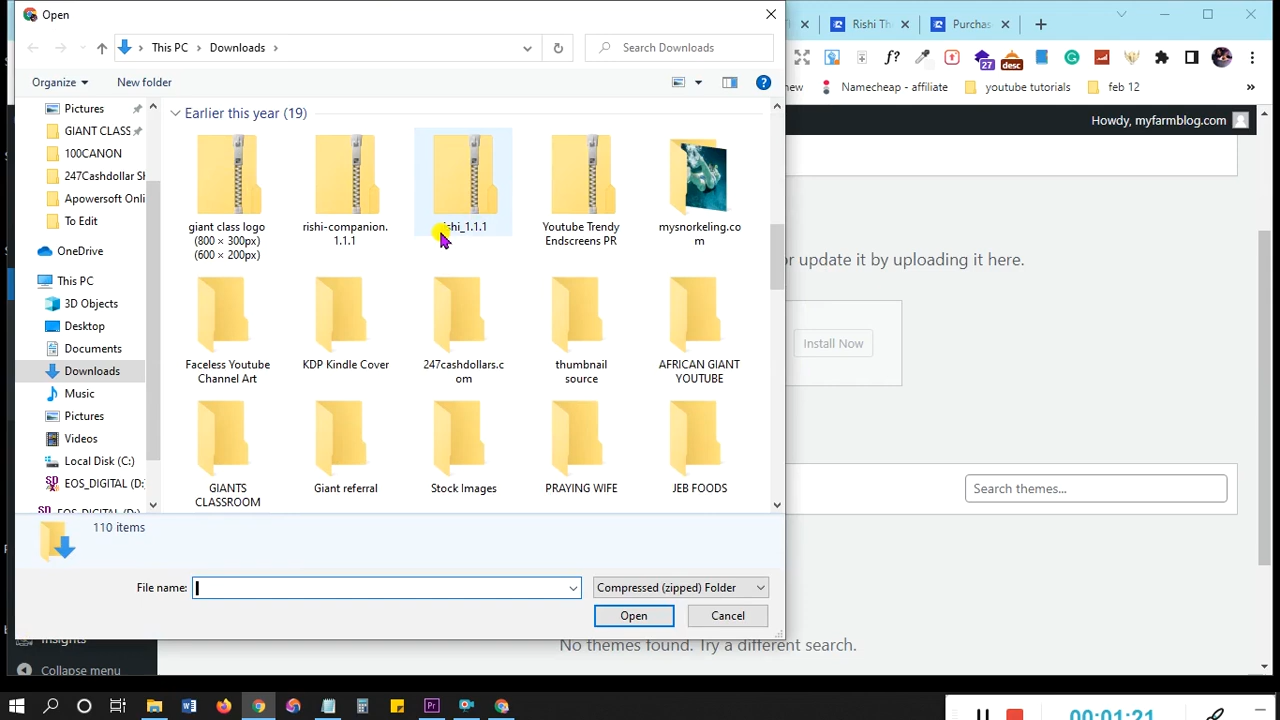 Open
Rishi Th
Purchas
This PC
Downloads
Search Downloads
f?
27
desc
Organize
New folder
new
Namecheap - affiliate
youtube tutorials
feb 12
»
Howdy, myfarmblog.com
Pictures
GIANT CLASS
100CANON
247Cashdollar Sk
Apowersoft Onli
To Edit
OneDrive
This PC
3D Objects
Desktop
Documents
Downloads
Music
Pictures
Videos
Local Disk (C:)
EOS_DIGITAL (D:
Earlier this year (19)
giant class logo
(800 × 300px)
(600 × 200px)
rishi-companion.
1.1.1
ishi_1.1.1
Youtube Trendy
Endscreens PR
mysnorkeling.co
m
Faceless Youtube
Channel Art
KDP Kindle Cover
247cashdollars.c
om
thumbnail
source
AFRICAN GIANT
YOUTUBE
GIANTS
CLASSROOM
Giant referral
Stock Images
PRAYING WIFE
JEB FOODS
or update it by uploading it here.
Install Now
Search themes...
110 items
File name:
Compressed (zipped) Folder
Open
Cancel
No themes found. Try a different search.
Insights
Collapse menu
00:01:21